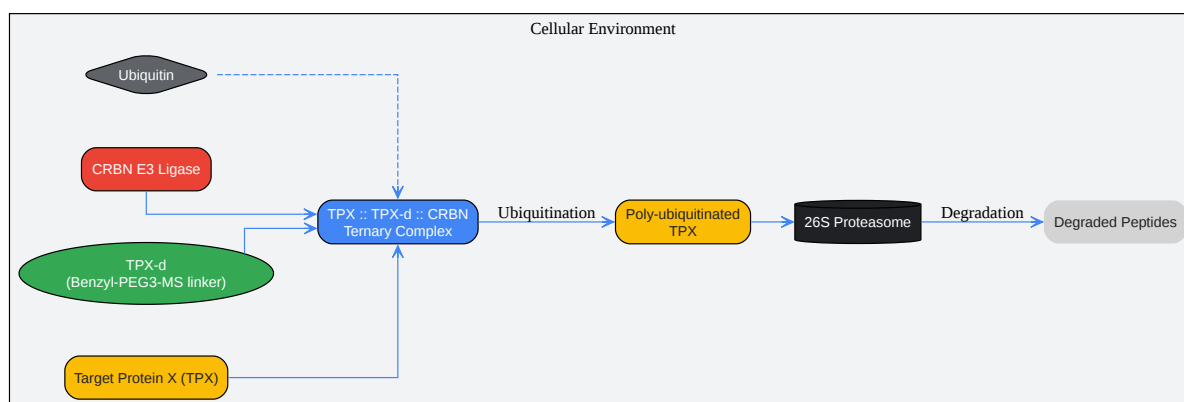 Cellular Environment
Ubiquitin
CRBN E3 Ligase
TPX-d
(Benzyl-PEG3-MS linker)
Target Protein X (TPX)
TPX :: TPX-d :: CRBN
Ternary Complex
Ubiquitination
Poly-ubiquitinated
TPX
26S Proteasome
Degradation
Degraded Peptides